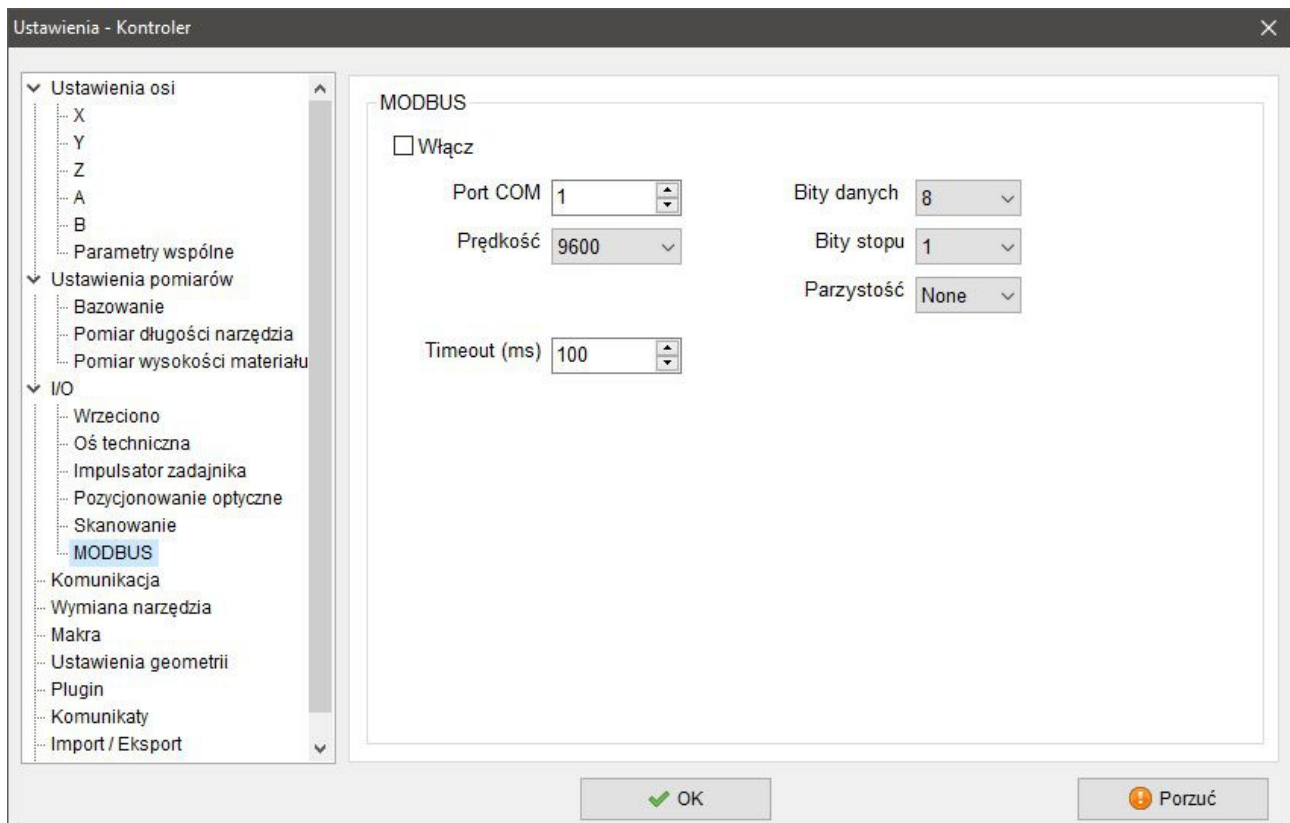 Ustawienia - Kontroler
Ustawienia osi
X
Y
Z
A
B
Parametry wspólne
Ustawienia pomiarów
Bazowanie
Pomiar długości narzędzia
Pomiar wysokości materiału
I/O
Wrzeciono
Oś techniczna
Impulsator zadajnika
Pozycjonowanie optyczne
Skanowanie
MODBUS
Komunikacja
Wymiana narzędzia
Makra
Ustawienia geometrii
Plugin
Komunikaty
Import / Eksport
MODBUS
Włącz
Port COM 1 Bity danych 8
Prędkość 9600 Bity stopu 1
Parzystość None
Timeout (ms) 100
OK Porzuć